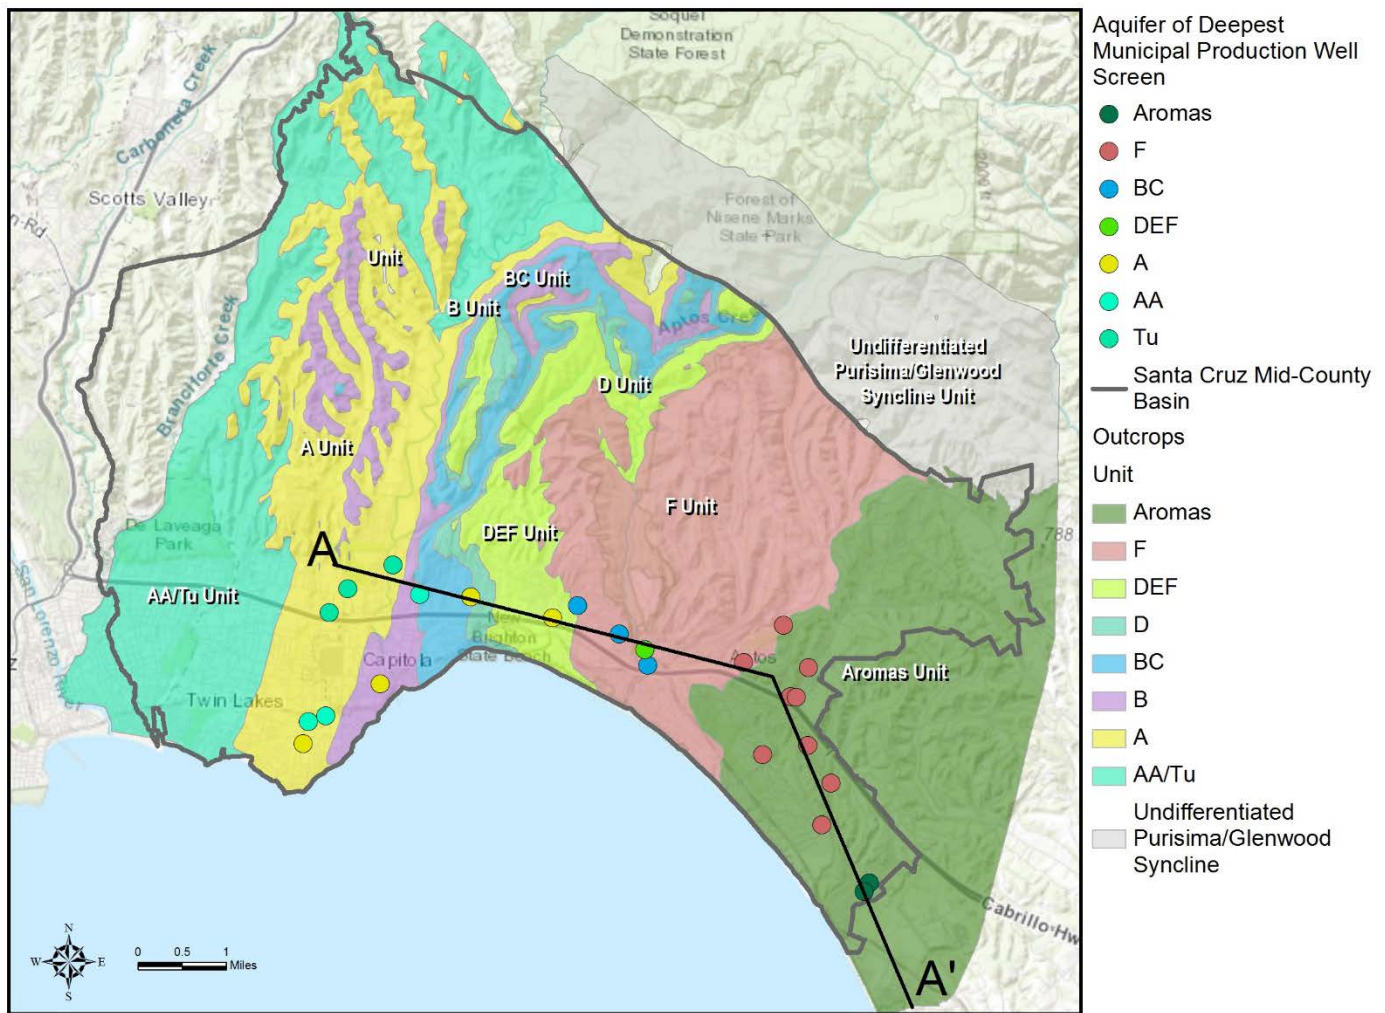 Soquel
Demonstration
State Forest
Carbonera Creek
Scotts Valley
Forest of
Nisene Marks
State Park
2000 ft
Unit
BC Unit
B Unit
Branciforte Creek
Undifferentiated
Purisima/Glenwood
Syncline Unit
D Unit
A Unit
F Unit
DEF Unit
De Laveaga
Park
788
A
AA/Tu Unit
New
Brighton
State Beach
Capitola
Aptos
Aromas Unit
Twin Lakes
San Lorenzo River
Cabrillo Hw
A'
N
W
E
S
0 0.5 1
Miles
Aquifer of Deepest
Municipal Production Well
Screen
Aromas
F
BC
DEF
A
AA
Tu
Santa Cruz Mid-County
Basin
Outcrops
Unit
Aromas
F
DEF
D
BC
B
A
AA/Tu
Undifferentiated
Purisima/Glenwood
Syncline